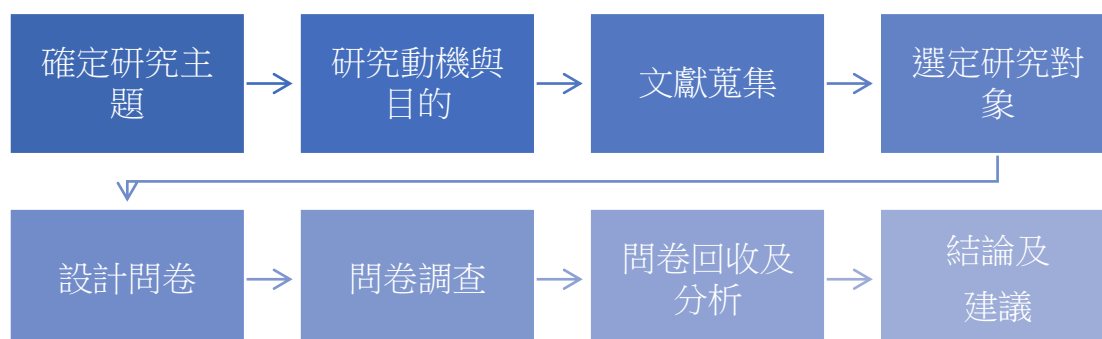 確定研究主
題
研究動機與
目的
文獻蒐集
選定研究對
象
設計問卷
問卷調查
問卷回收及
分析
結論及
建議